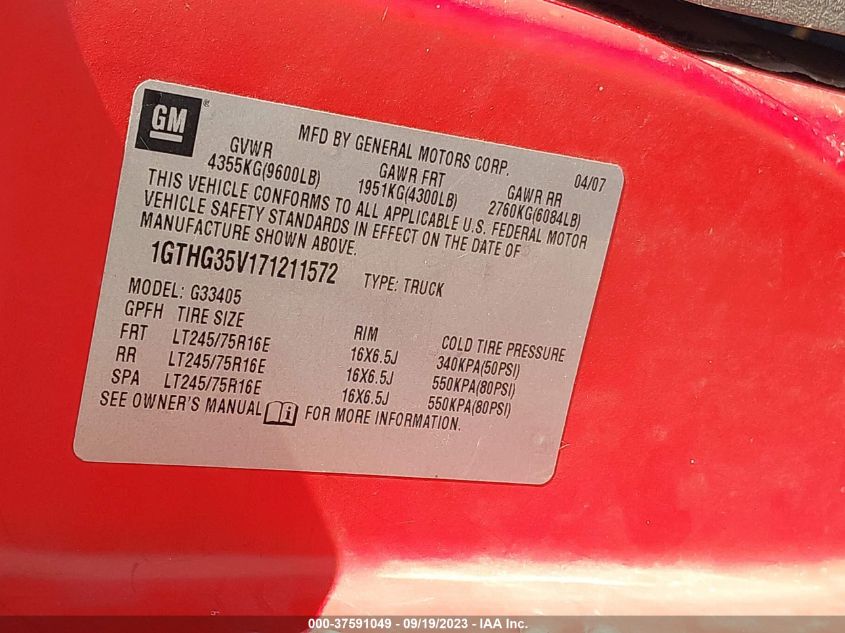 GM ®
MFD BY GENERAL MOTORS CORP. 04/07
GVWR GAWR FRT GAWR RR
4355KG(9600LB) 1951KG(4300LB) 2760KG(6084LB)
THIS VEHICLE CONFORMS TO ALL APPLICABLE U.S. FEDERAL MOTOR
VEHICLE SAFETY STANDARDS IN EFFECT ON THE DATE OF
MANUFACTURE SHOWN ABOVE.
1GTHG35V171211572 TYPE: TRUCK
MODEL: G33405
GPFH TIRE SIZE RIM COLD TIRE PRESSURE
FRT LT245/75R16E 16X6.5J 340KPA(50PSI)
RR LT245/75R16E 16X6.5J 550KPA(80PSI)
SPA LT245/75R16E 16X6.5J 550KPA(80PSI)
SEE OWNER'S MANUAL i FOR MORE INFORMATION.
000-37591049 - 09/19/2023 - IAA Inc.